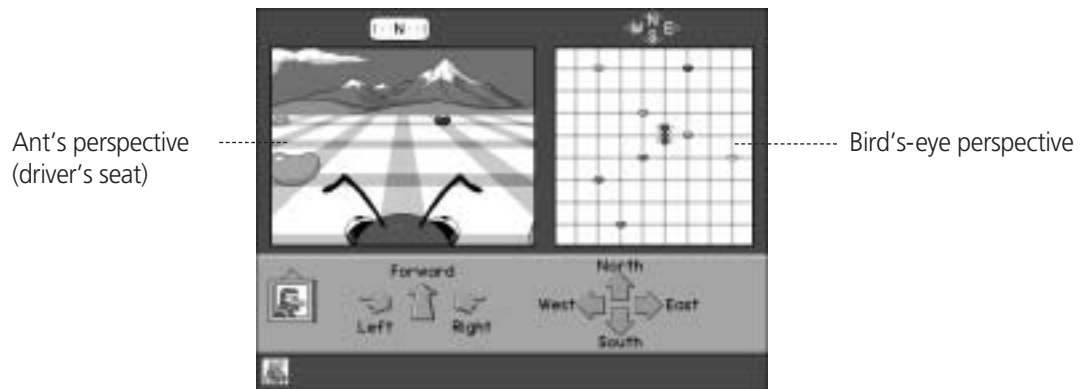 N
N
W E
S
Ant's perspective
(driver's seat)
Bird's-eye perspective
Forward
Left
Right
North
West
East
South